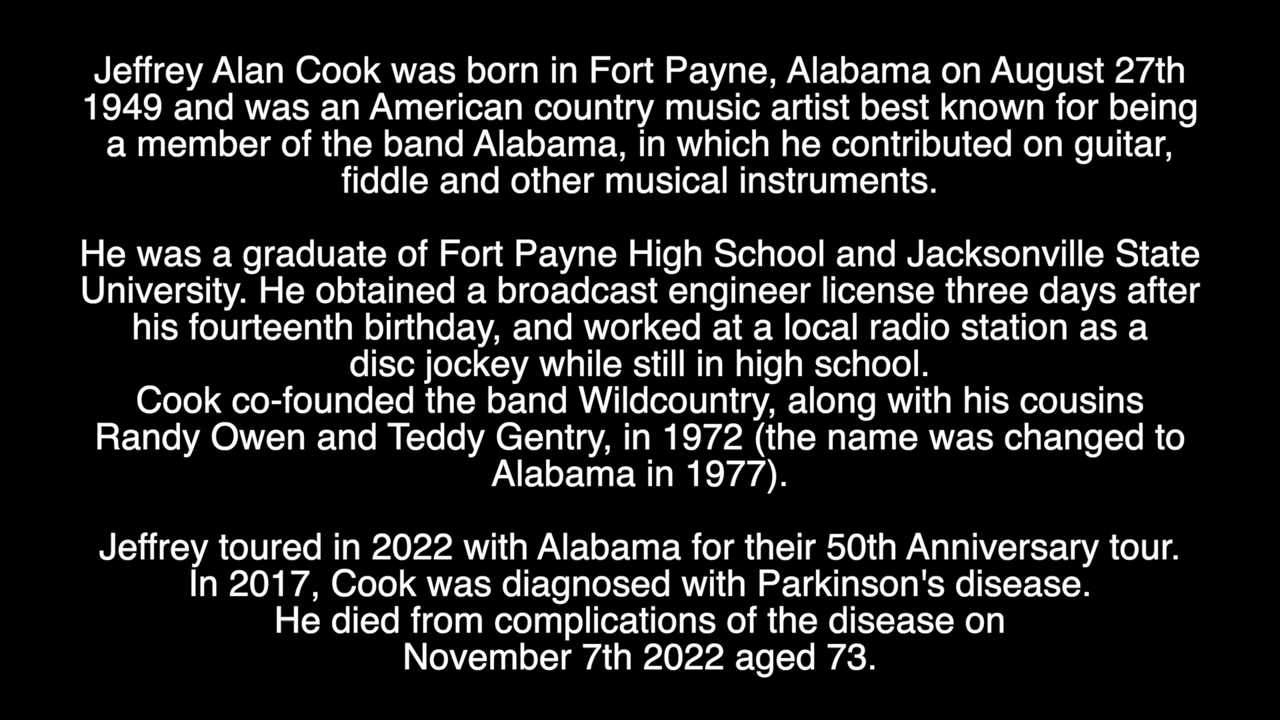 Jeffrey Alan Cook was born in Fort Payne, Alabama on August 27th
1949 and was an American country music artist best known for being
a member of the band Alabama, in which he contributed on guitar,
fiddle and other musical instruments.
He was a graduate of Fort Payne High School and Jacksonville State
University. He obtained a broadcast engineer license three days after
his fourteenth birthday, and worked at a local radio station as a
disc jockey while still in high school.
Cook co-founded the band Wildcountry, along with his cousins
Randy Owen and Teddy Gentry, in 1972 (the name was changed to
Alabama in 1977).
Jeffrey toured in 2022 with Alabama for their 50th Anniversary tour.
In 2017, Cook was diagnosed with Parkinson's disease.
He died from complications of the disease on
November 7th 2022 aged 73.